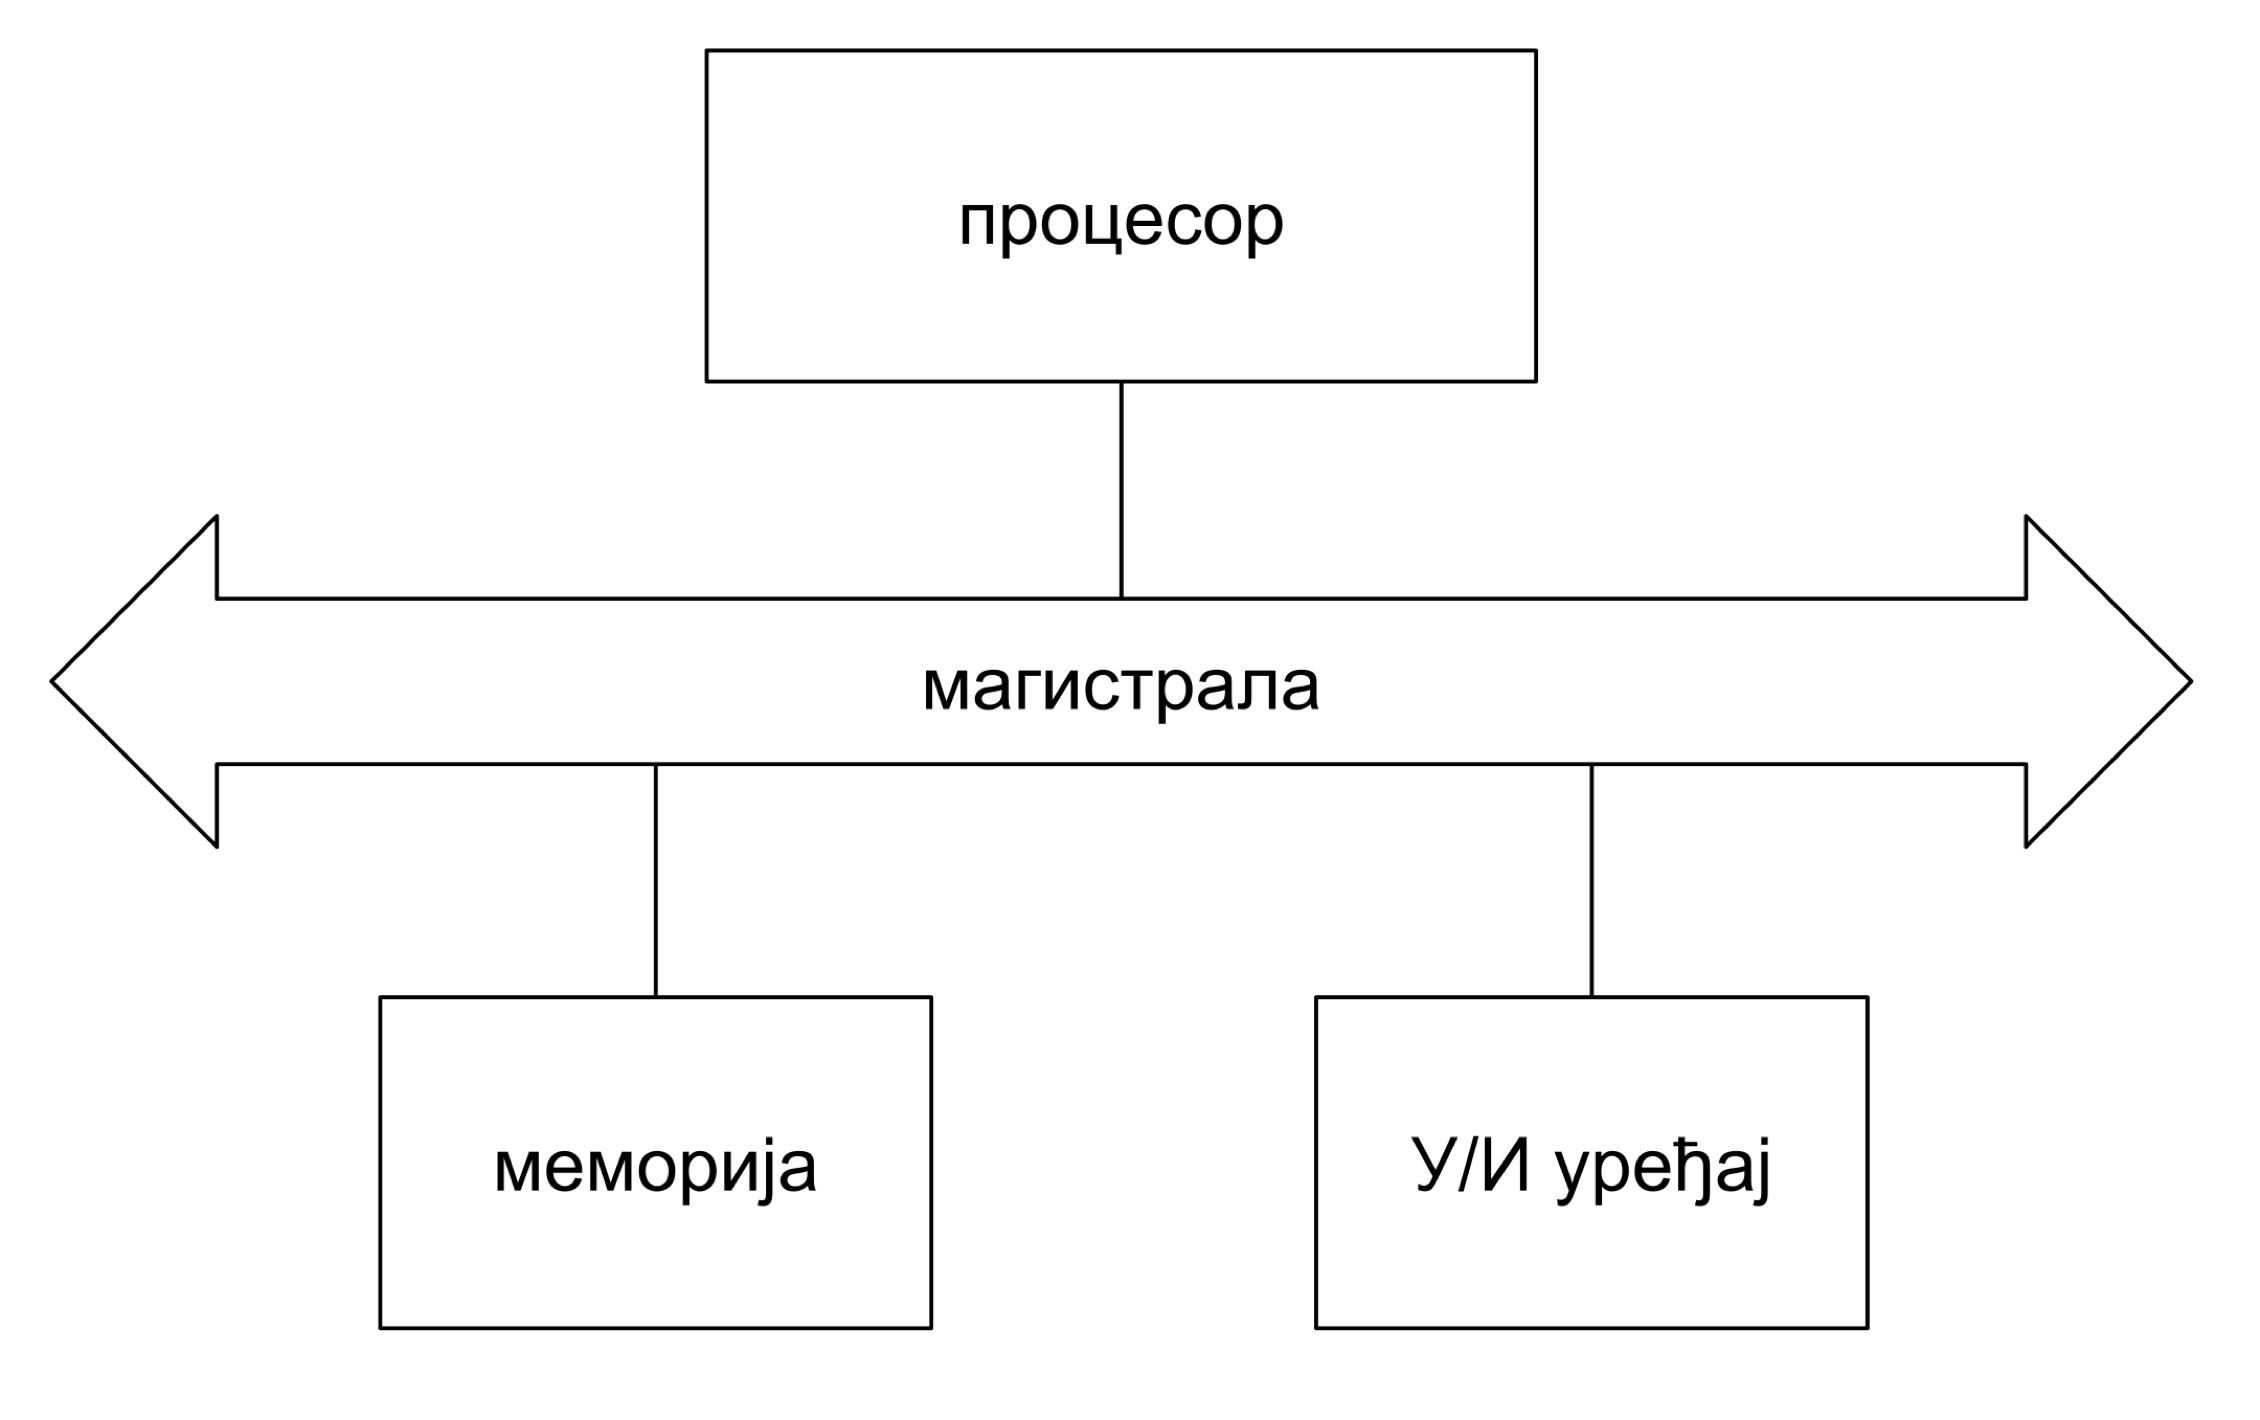 процесор
магистрала
меморија
У/И уређај